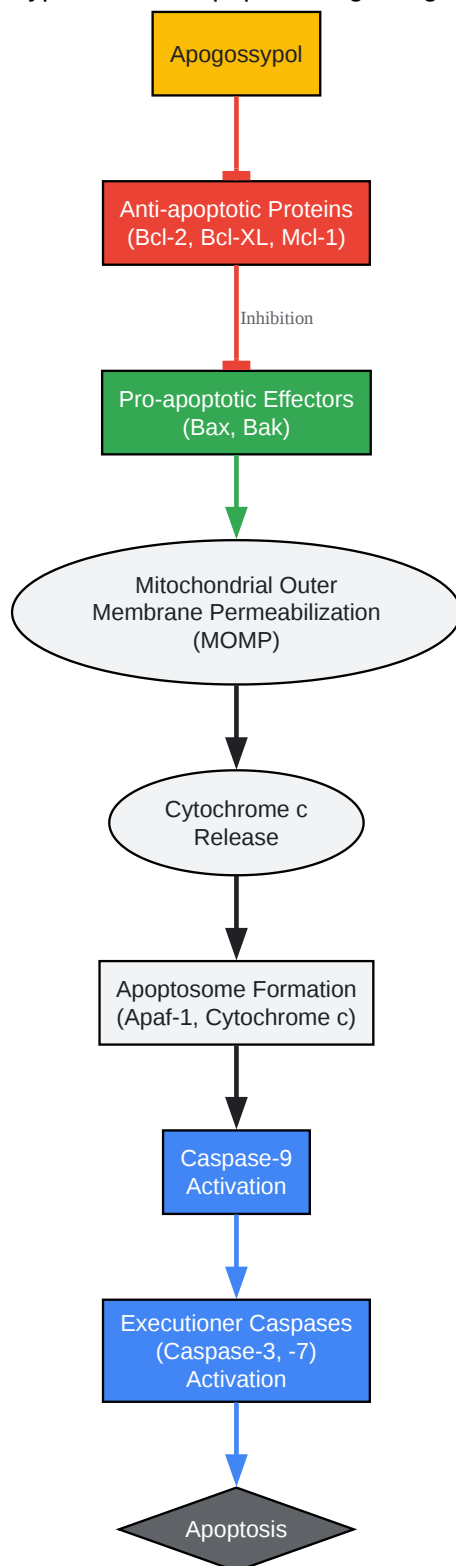 Apogossypol
Anti-apoptotic Proteins
(Bcl-2, Bcl-XL, Mcl-1)
Inhibition
Pro-apoptotic Effectors
(Bax, Bak)
Mitochondrial Outer
Membrane Permeabilization
(MOMP)
Cytochrome c
Release
Apoptosome Formation
(Apaf-1, Cytochrome c)
Caspase-9
Activation
Executioner Caspases
(Caspase-3, -7)
Activation
Apoptosis